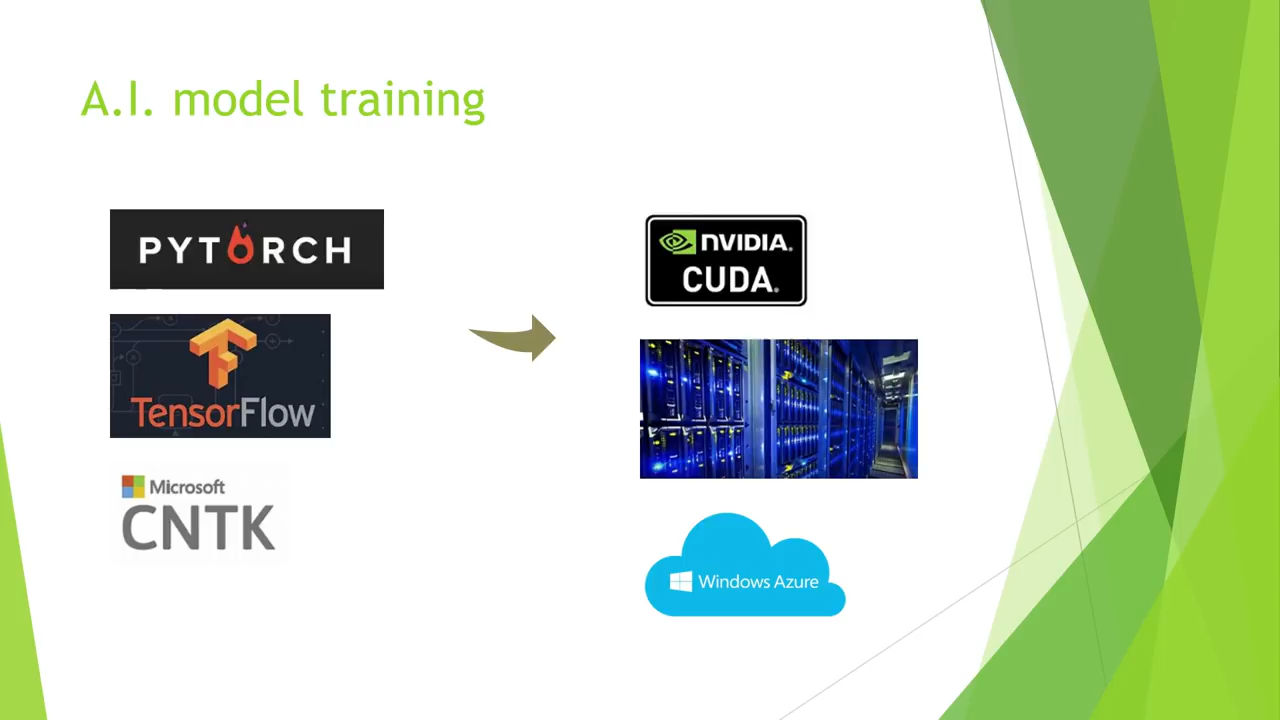 A.I. model training
PYTORCH
TensorFlow
Microsoft
CNTK
NVIDIA.
CUDA.
Windows Azure